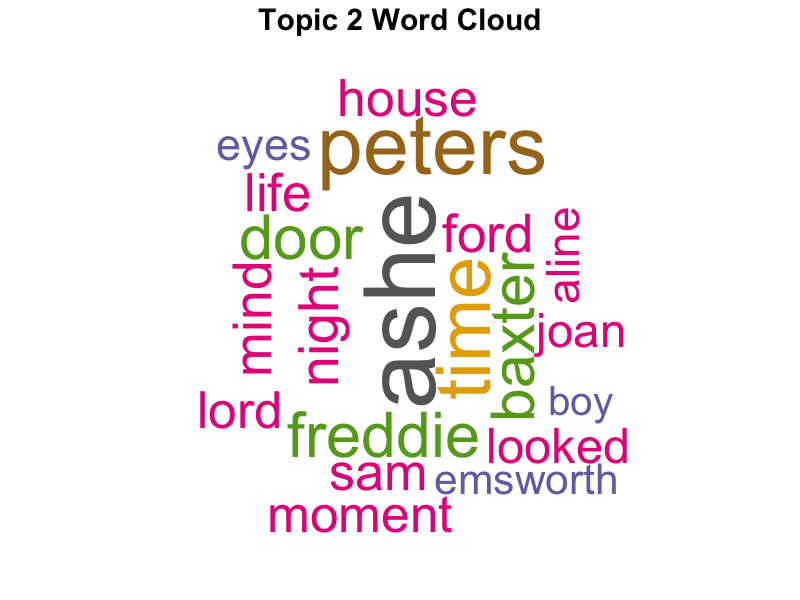 Topic 2 Word Cloud
house
eyes
peters
life
door
ashe
ford
aline
mind
night
time
baxter
joan
lord
freddie
boy
looked
sam
emsworth
moment